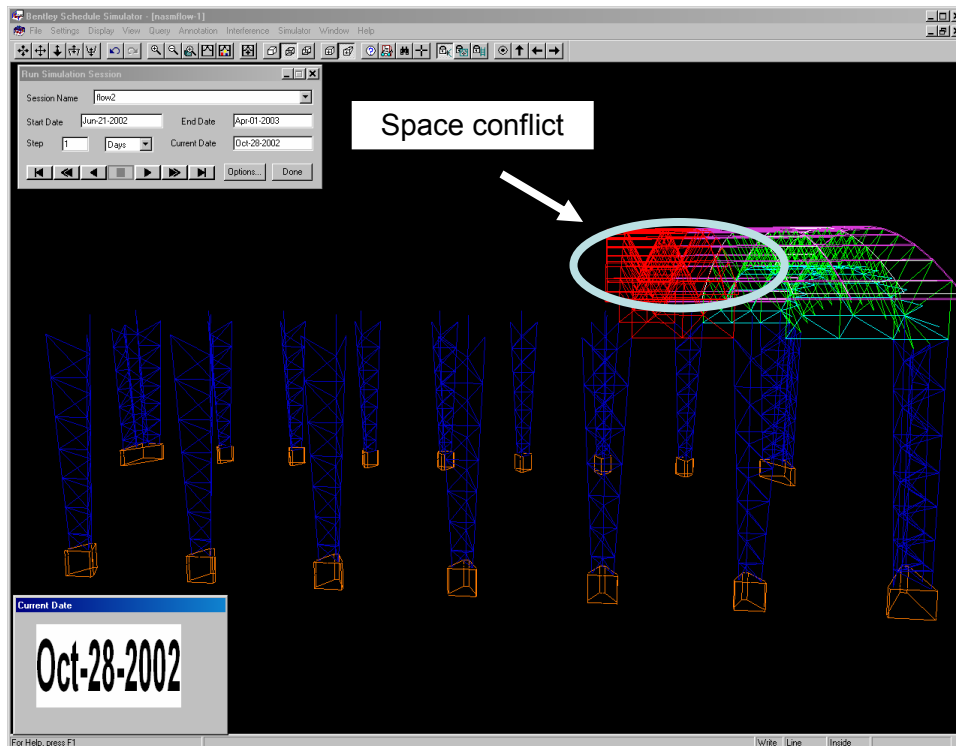 Bentley Schedule Simulator - [nasmflow-1]
File Settings Display View Query Annotation Interference Simulator Window Help
Run Simulation Session
Session Name flow2
Start Date Jun-21-2002 End Date Apr-01-2003
Step 1 Days Current Date Oct-28-2002
Options... Done
Space conflict
Current Date
Oct-28-2002
For Help, press F1 Write Line Inside